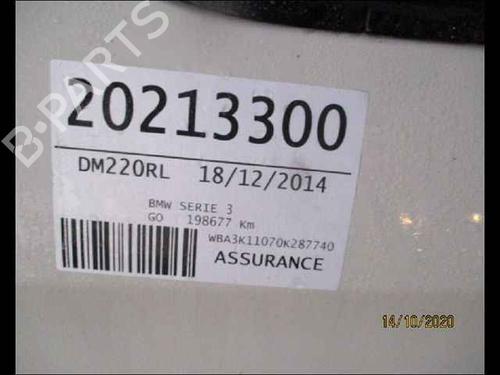 B-PARTS
20213300
DM220RL 18/12/2014
BMW SERIE 3
GO 198677 Km
WBA3K11070K287740
ASSURANCE
14/10/2020